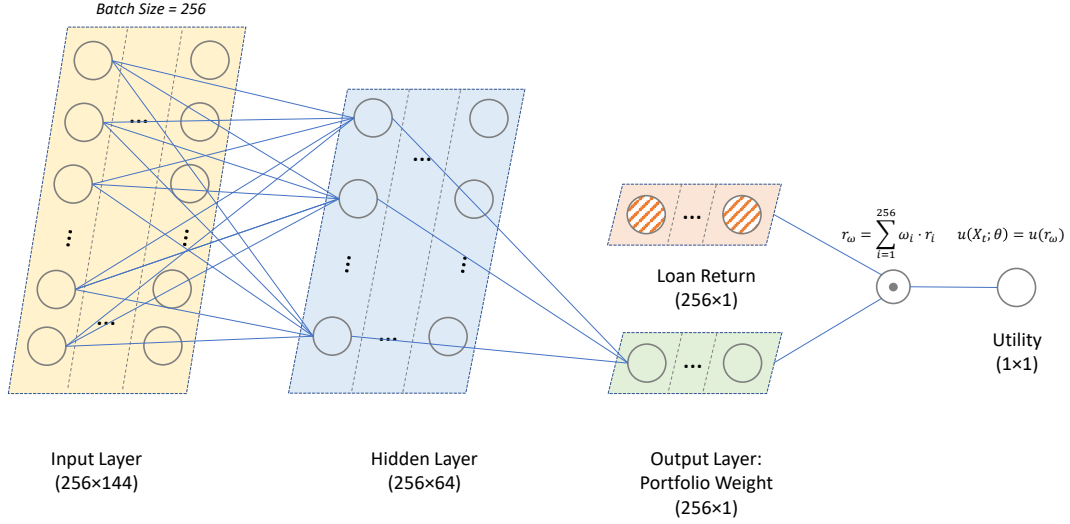 Batch Size = 256
Loan Return
(256×1)
r_ω = ∑_{i=1}^{256} ω_i · r_i
u(X_t; θ) = u(r_ω)
Utility
(1×1)
Input Layer
(256×144)
Hidden Layer
(256×64)
Output Layer:
Portfolio Weight
(256×1)